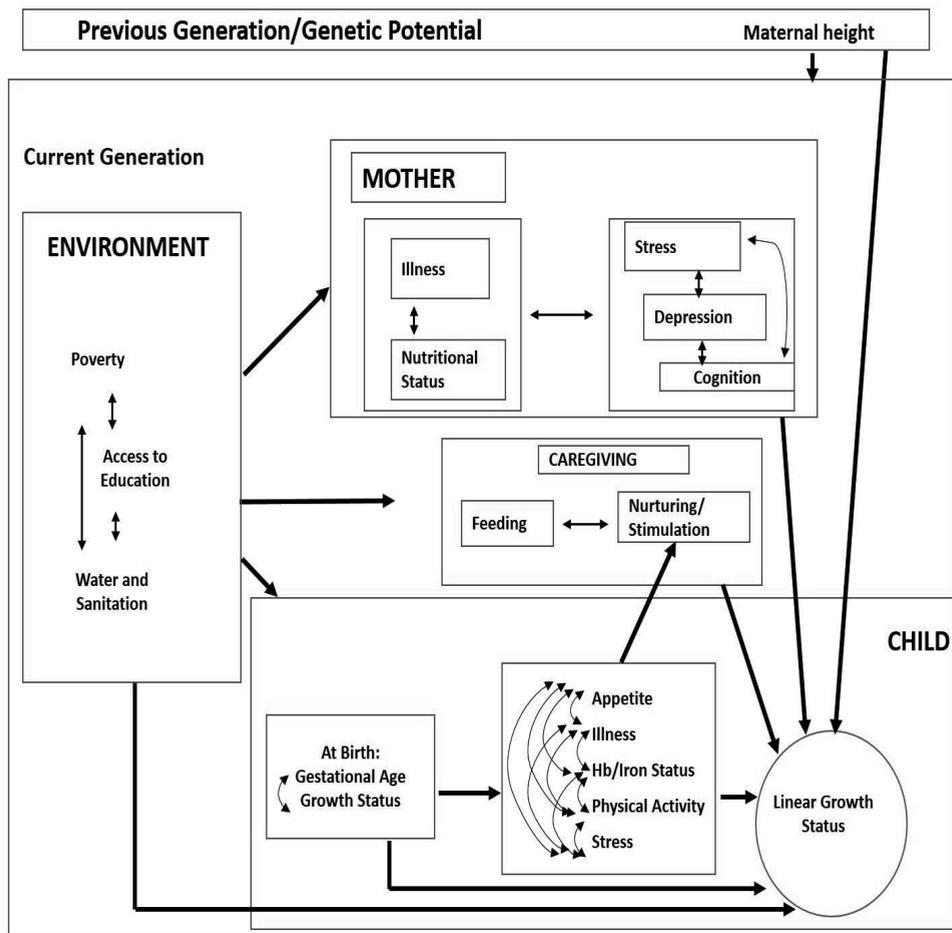 Previous Generation/Genetic Potential
Maternal height
Current Generation
MOTHER
ENVIRONMENT
Illness
Nutritional
Status
Stress
Depression
Cognition
Poverty
Access to
Education
Water and
Sanitation
CAREGIVING
Feeding
Nurturing/
Stimulation
CHILD
At Birth:
Gestational Age
Growth Status
Appetite
Illness
Hb/Iron Status
Physical Activity
Stress
Linear Growth
Status